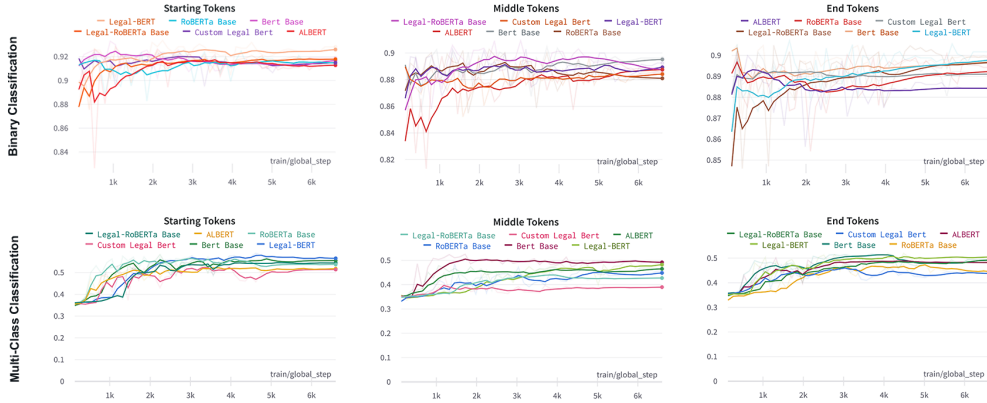 Binary Classification
Starting Tokens
Legal-BERT RoBERTa Base Bert Base
Legal-RoBERTa Base Custom Legal Bert ALBERT
0.92
0.9
0.88
0.86
0.84
train/global_step
1k 2k 3k 4k 5k 6k
Middle Tokens
Legal-RoBERTa Base Custom Legal Bert Legal-BERT
ALBERT Bert Base RoBERTa Base
0.9
0.88
0.86
0.84
0.82
train/global_step
1k 2k 3k 4k 5k 6k
End Tokens
ALBERT RoBERTa Base Custom Legal Bert
Legal-RoBERTa Base Bert Base Legal-BERT
0.9
0.89
0.88
0.87
0.86
0.85
train/global_step
1k 2k 3k 4k 5k 6k
Multi-Class Classification
Starting Tokens
Legal-RoBERTa Base ALBERT RoBERTa Base
Custom Legal Bert Bert Base Legal-BERT
0.5
0.4
0.3
0.2
0.1
0
train/global_step
1k 2k 3k 4k 5k 6k
Middle Tokens
Legal-RoBERTa Base Custom Legal Bert ALBERT
RoBERTa Base Bert Base Legal-BERT
0.5
0.4
0.3
0.2
0.1
0
train/global_step
1k 2k 3k 4k 5k 6k
End Tokens
Legal-RoBERTa Base Custom Legal Bert ALBERT
Legal-BERT Bert Base RoBERTa Base
0.5
0.4
0.3
0.2
0.1
0
train/global_step
1k 2k 3k 4k 5k 6k